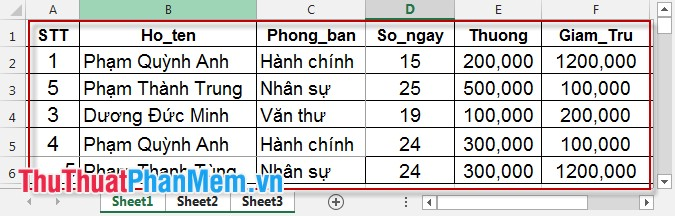 A B C D E F
1 STT Ho_ten Phong_ban So_ngay Thuong Giam_Tru
2 1 Phạm Quỳnh Anh Hành chính 15 200,000 1200,000
3 5 Phạm Thành Trung Nhân sự 25 500,000 100,000
4 3 Dương Đức Minh Văn thư 19 100,000 200,000
5 4 Phạm Quỳnh Anh Hành chính 24 300,000 100,000
6 5 Phạm Thanh Tùng Nhân sự 24 300,000 1200,000
ThuThuatPhanMem.vn
Sheet1 Sheet2 Sheet3